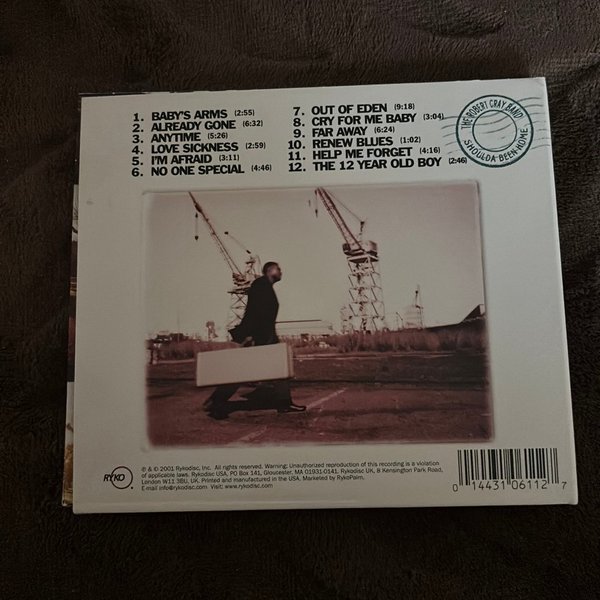 1. BABY'S ARMS (2:55)
2. ALREADY GONE (6:32)
3. ANYTIME (5:26)
4. LOVE SICKNESS (2:59)
5. I'M AFRAID (3:11)
6. NO ONE SPECIAL (4:46)
7. OUT OF EDEN (9:18)
8. CRY FOR ME BABY (3:04)
9. FAR AWAY (6:24)
10. RENEW BLUES (1:02)
11. HELP ME FORGET (4:16)
12. THE 12 YEAR OLD BOY (2:46)
THE ROBERT CRAY BAND
SHOULDA BEEN HOME
RYKO
℗ & © 2001 Rykodisc, Inc. All rights reserved. Warning: Unauthorized reproduction of this recording is a violation
of applicable laws. Rykodisc USA, PO Box 141, Gloucester, MA 01931-0141. Rykodisc UK, 8 Kensington Park Road,
London W11 3BU, UK. Printed and manufactured in the USA. Marketed by RykoPalm.
E-mail info@rykodisc.com Visit: www.rykodisc.com
0 14431 06112 7